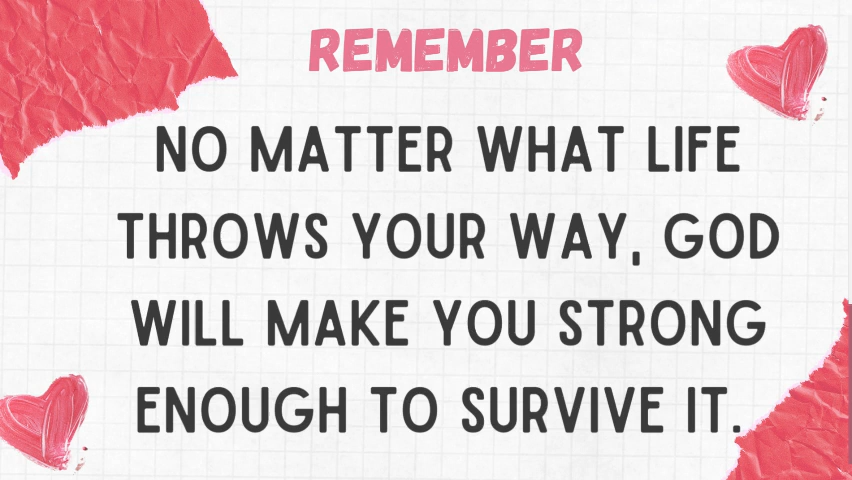 REMEMBER
NO MATTER WHAT LIFE
THROWS YOUR WAY, GOD
WILL MAKE YOU STRONG
ENOUGH TO SURVIVE IT.